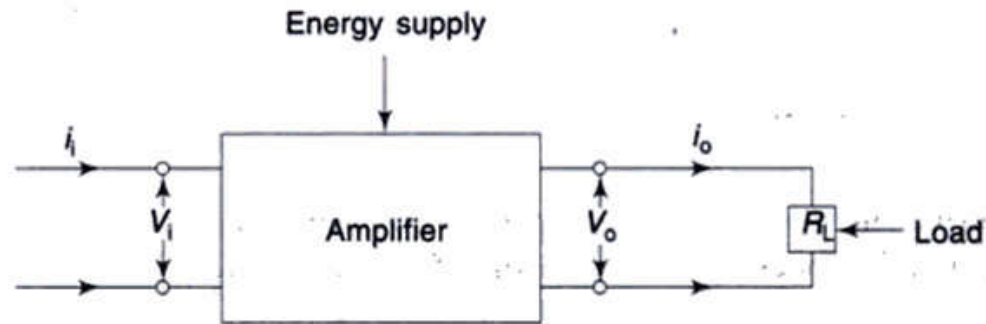 Energy supply
i_i
i_o
V_i
Amplifier
V_o
R_L
Load